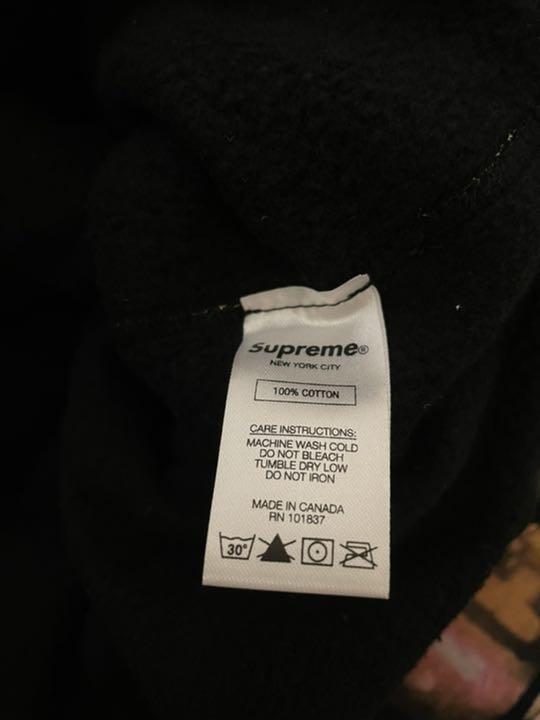 Supreme®
NEW YORK CITY
100% COTTON
CARE INSTRUCTIONS:
MACHINE WASH COLD
DO NOT BLEACH
TUMBLE DRY LOW
DO NOT IRON
MADE IN CANADA
RN 101837
30°